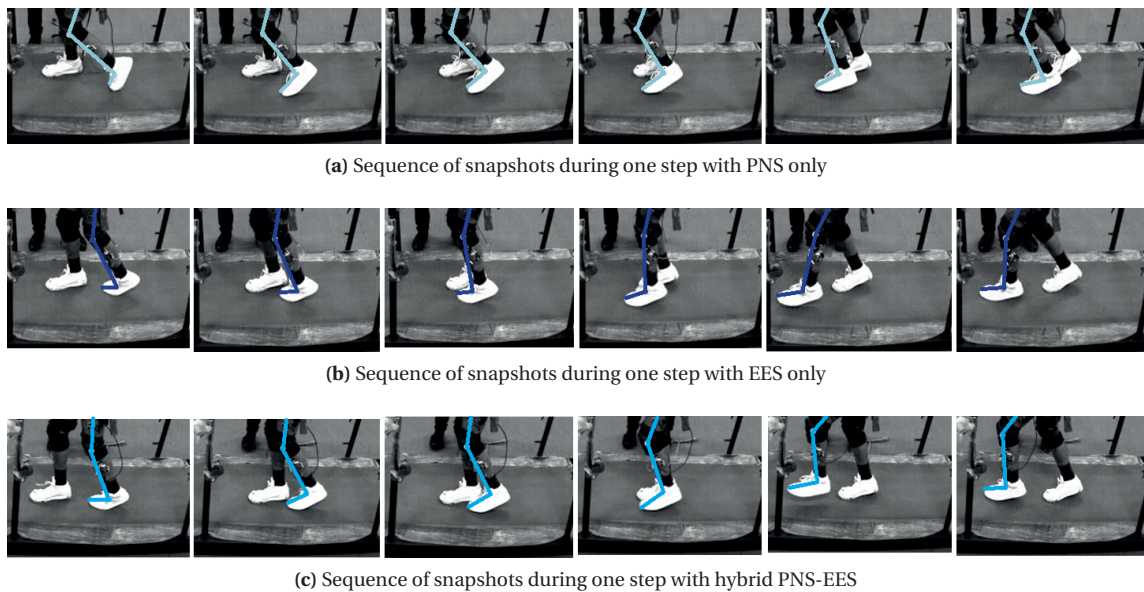 (a) Sequence of snapshots during one step with PNS only
(b) Sequence of snapshots during one step with EES only
(c) Sequence of snapshots during one step with hybrid PNS-EES